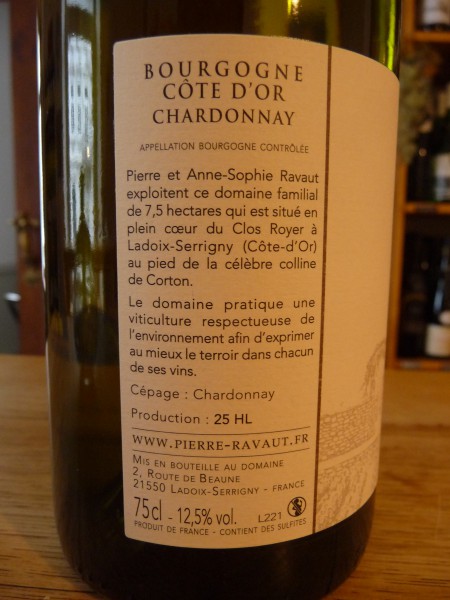 BOURGOGNE
CÔTE D'OR
CHARDONNAY
APPELLATION BOURGOGNE CONTRÔLÉE
Pierre et Anne-Sophie Ravaut
exploitent ce domaine familial
de 7,5 hectares qui est situé en
plein cœur du Clos Royer à
Ladoix-Serrigny (Côte-d'Or)
au pied de la célèbre colline
de Corton.
Le domaine pratique une
viticulture respectueuse de
l'environnement afin d'exprimer
au mieux le terroir dans chacun
de ses vins.
Cépage : Chardonnay
Production : 25 HL
WWW.PIERRE-RAVAUT.FR
MIS EN BOUTEILLE AU DOMAINE
2, ROUTE DE BEAUNE
21550 LADOIX-SERRIGNY - FRANCE
75cl - 12,5% vol. L221
PRODUIT DE FRANCE - CONTIENT DES SULFITES